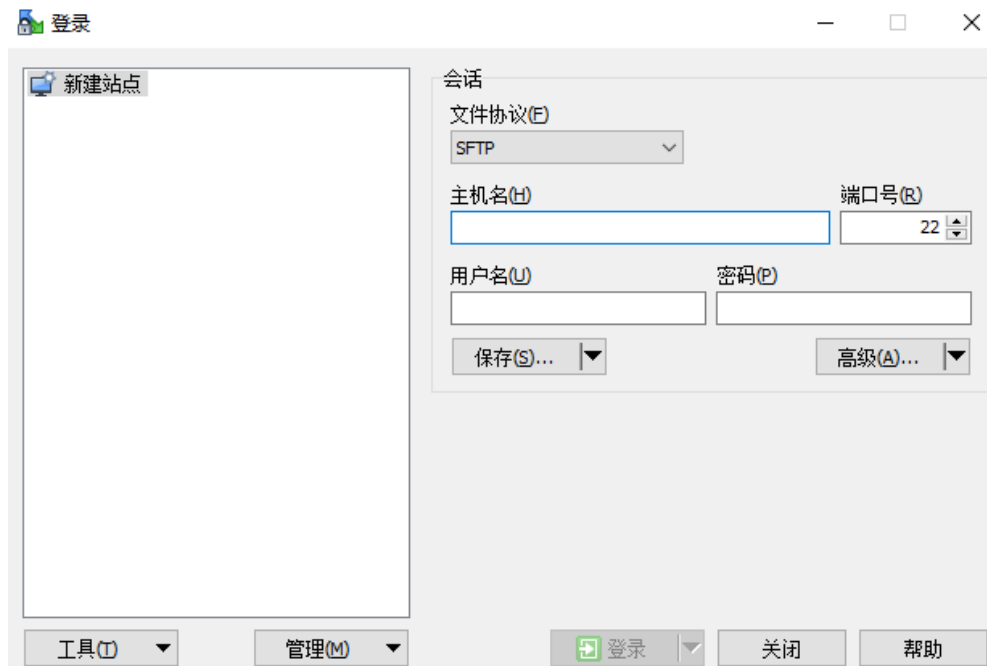 登录
新建站点
会话
文件协议(F)
SFTP
主机名(H)
端口号(R)
22
用户名(U)
密码(P)
保存(S)...
高级(A)...
工具(T)
管理(M)
登录
关闭
帮助